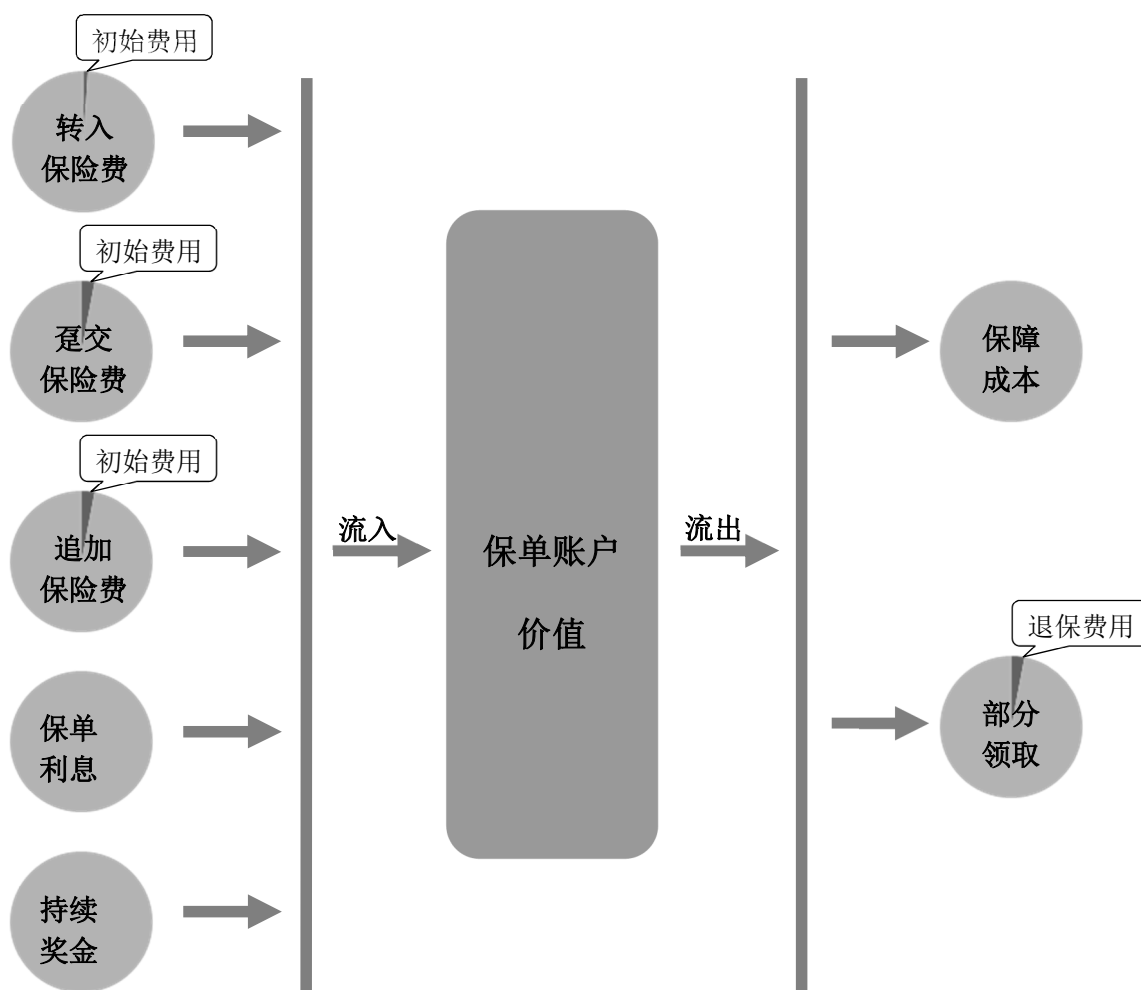 初始费用
转入
保险费
初始费用
趸交
保险费
初始费用
追加
保险费
保单
利息
持续
奖金
流入
保单账户
价值
流出
保障
成本
退保费用
部分
领取